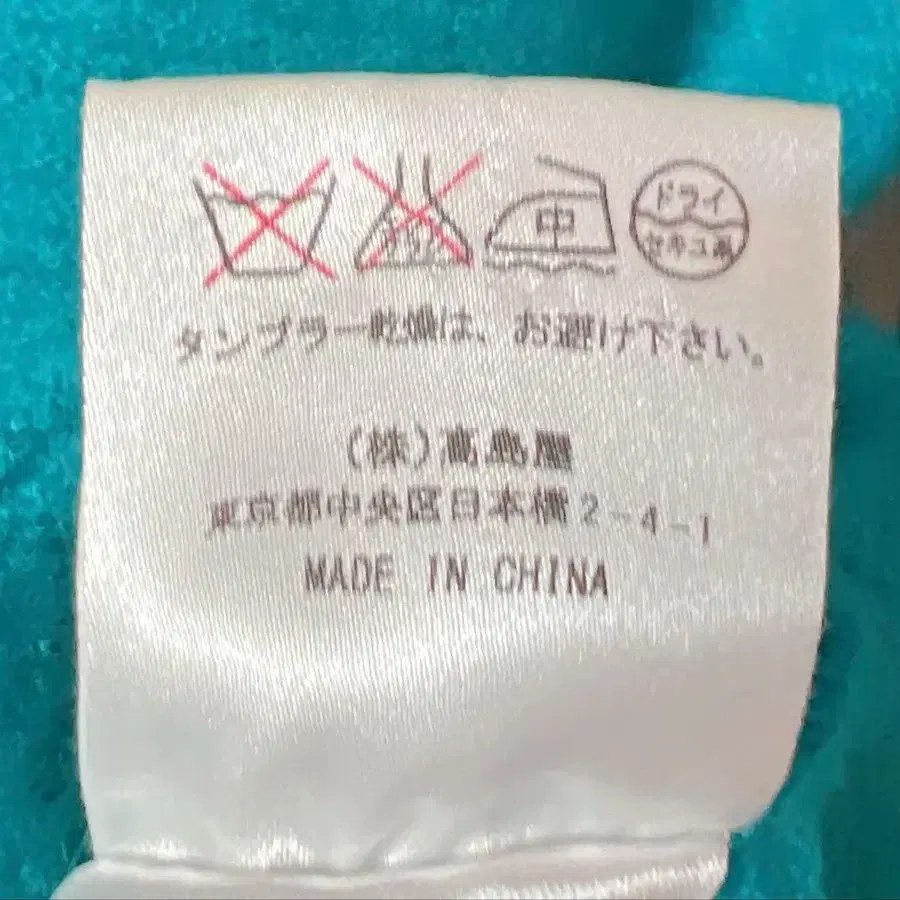 中 ドライ セキユ系
タンブラー乾燥は、お避け下さい。
(株)髙島屋
東京都中央区日本橋2-4-1
MADE IN CHINA